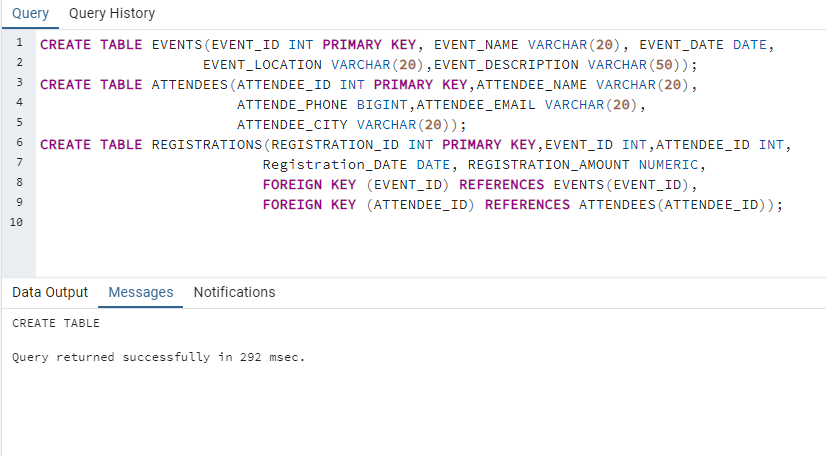 Query Query History
1 CREATE TABLE EVENTS(EVENT_ID INT PRIMARY KEY, EVENT_NAME VARCHAR(20), EVENT_DATE DATE,
2 EVENT_LOCATION VARCHAR(20),EVENT_DESCRIPTION VARCHAR(50));
3 CREATE TABLE ATTENDEES(ATTENDEE_ID INT PRIMARY KEY,ATTENDEE_NAME VARCHAR(20),
4 ATTENDE_PHONE BIGINT,ATTENDEE_EMAIL VARCHAR(20),
5 ATTENDEE_CITY VARCHAR(20));
6 CREATE TABLE REGISTRATIONS(REGISTRATION_ID INT PRIMARY KEY,EVENT_ID INT,ATTENDEE_ID INT,
7 Registration_DATE DATE, REGISTRATION_AMOUNT NUMERIC,
8 FOREIGN KEY (EVENT_ID) REFERENCES EVENTS(EVENT_ID),
9 FOREIGN KEY (ATTENDEE_ID) REFERENCES ATTENDEES(ATTENDEE_ID));
10
Data Output Messages Notifications
CREATE TABLE
Query returned successfully in 292 msec.